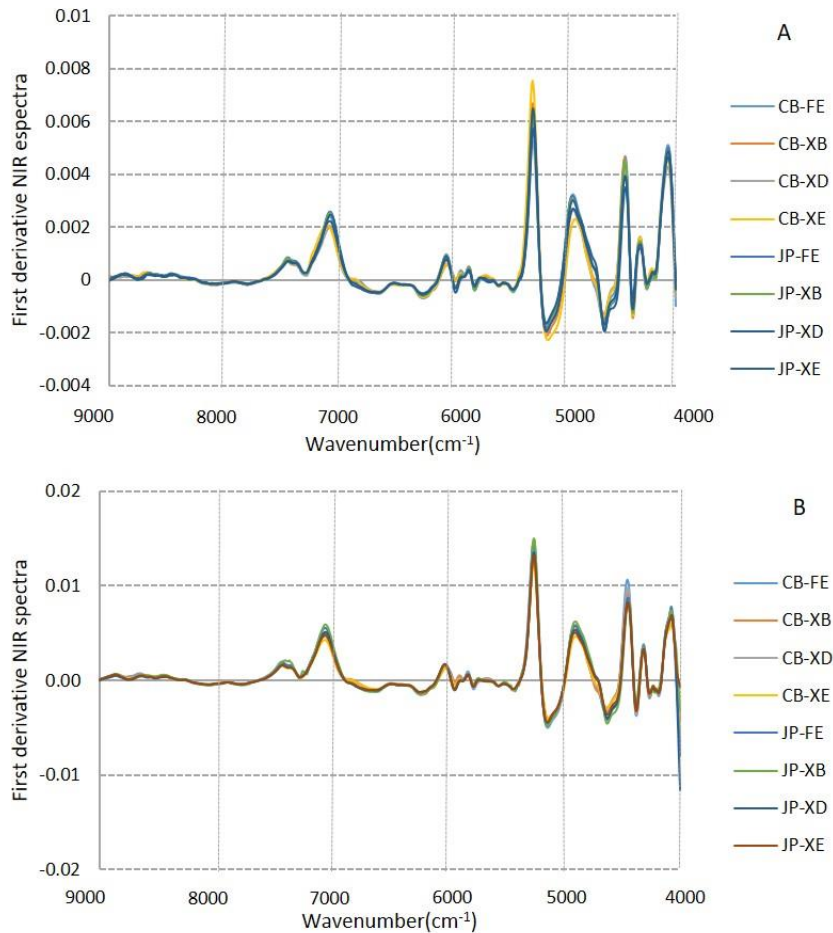 0.01
0.008
0.006
0.004
0.002
0
-0.002
-0.004
First derivative NIR espectra
A
CB-FE
CB-XB
CB-XD
CB-XE
JP-FE
JP-XB
JP-XD
JP-XE
9000 8000 7000 6000 5000 4000
Wavenumber(cm⁻¹)
0.02
0.01
0.00
-0.01
-0.02
First derivative NIR spectra
B
CB-FE
CB-XB
CB-XD
CB-XE
JP-FE
JP-XB
JP-XD
JP-XE
9000 8000 7000 6000 5000 4000
Wavenumber(cm⁻¹)